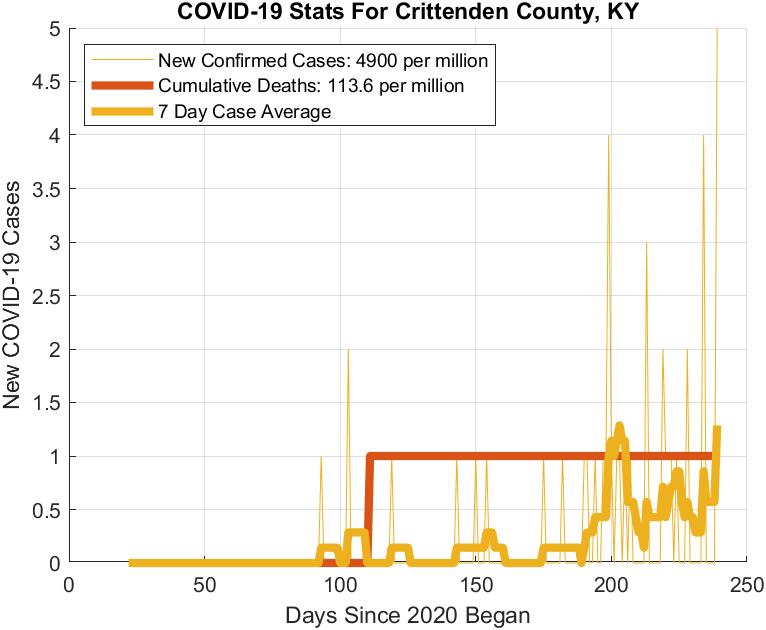 COVID-19 Stats For Crittenden County, KY
New Confirmed Cases: 4900 per million
Cumulative Deaths: 113.6 per million
7 Day Case Average
New COVID-19 Cases
5
4.5
4
3.5
3
2.5
2
1.5
1
0.5
0
0 50 100 150 200 250
Days Since 2020 Began